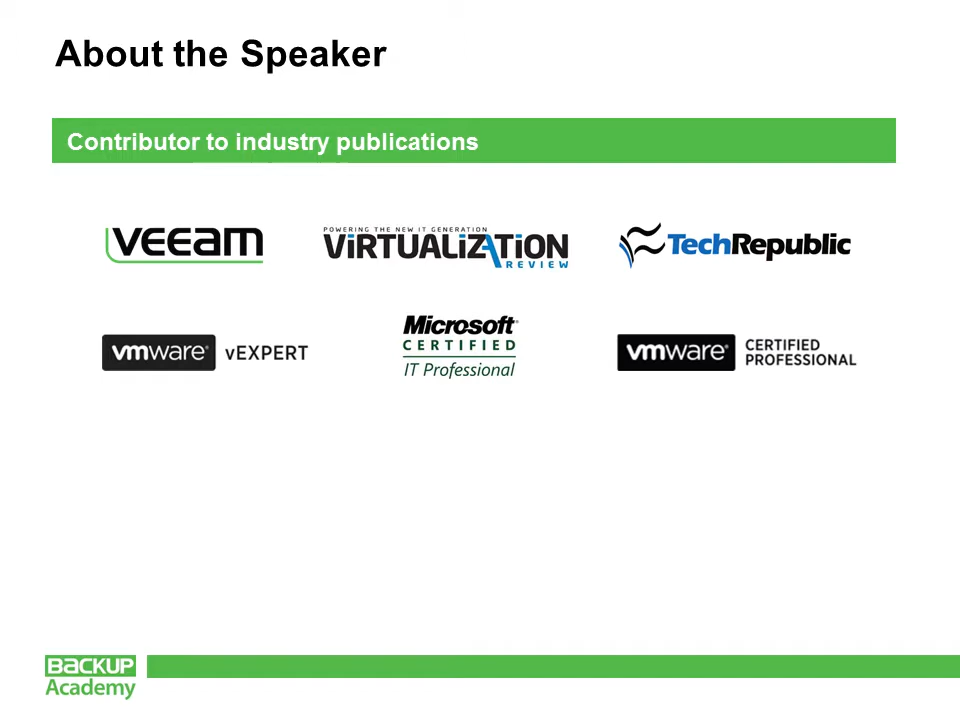 About the Speaker
Contributor to industry publications
veeam
POWERING THE NEW IT GENERATION
ViRTUALiZATiON
REVIEW
TechRepublic
vmware® vEXPERT
Microsoft®
CERTIFIED
IT Professional
vmware® CERTIFIED
PROFESSIONAL
BACKUP
Academy